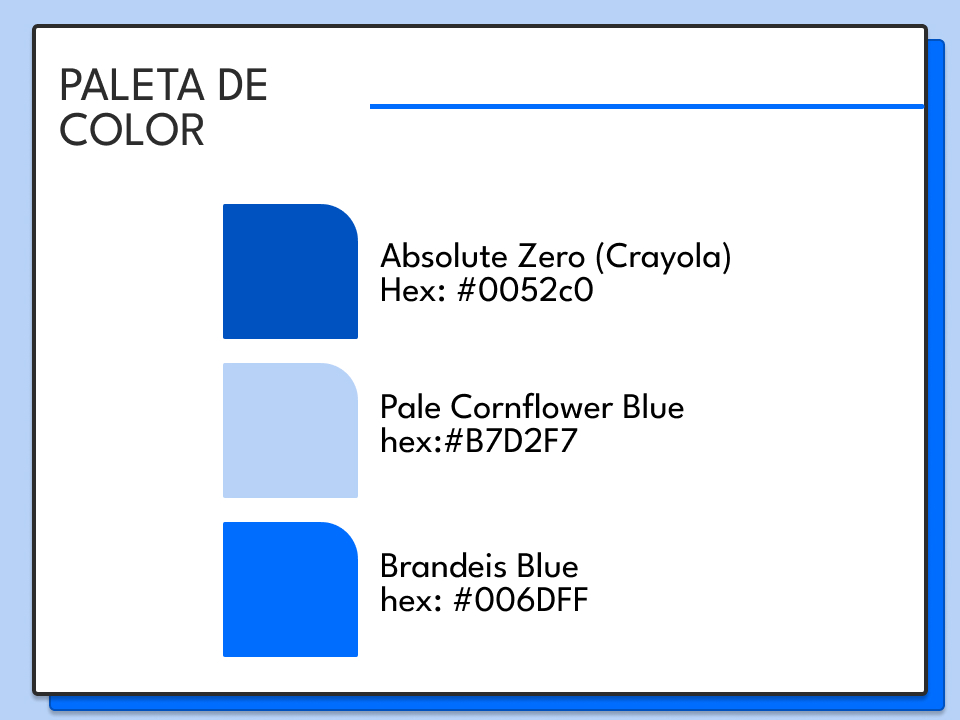 PALETA DE
COLOR
Absolute Zero (Crayola)
Hex: #0052c0
Pale Cornflower Blue
hex:#B7D2F7
Brandeis Blue
hex: #006DFF